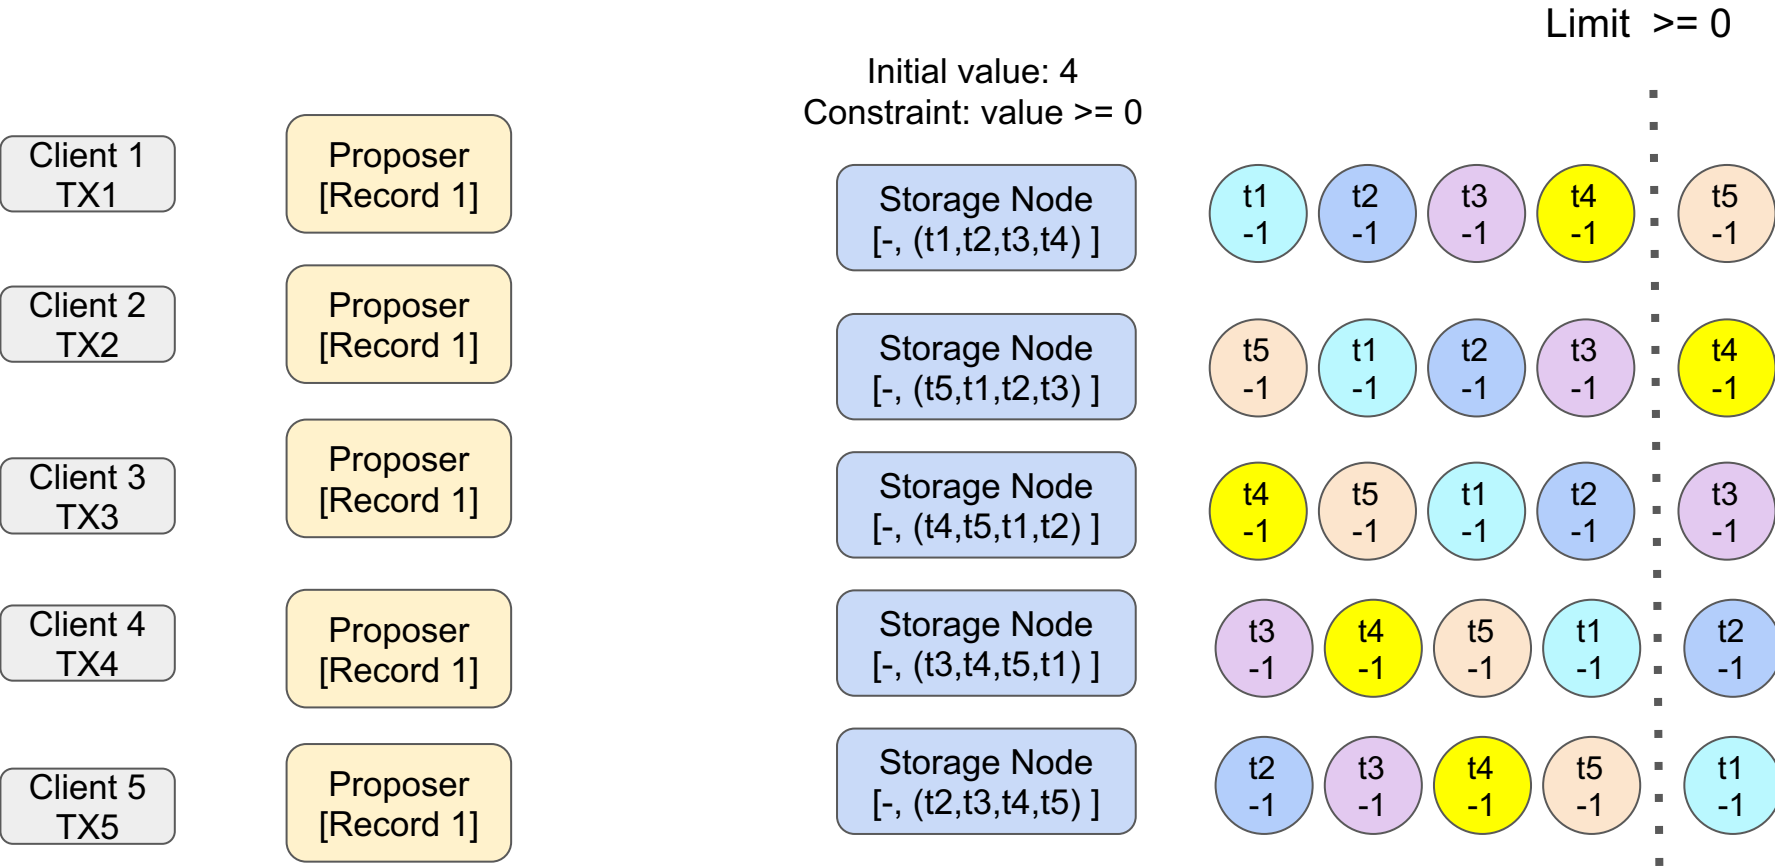 Limit >= 0
Initial value: 4
Constraint: value >= 0
Client 1
TX1
Proposer
[Record 1]
Storage Node
[-, (t1,t2,t3,t4) ]
t1
-1
t2
-1
t3
-1
t4
-1
t5
-1
Client 2
TX2
Proposer
[Record 1]
Storage Node
[-, (t5,t1,t2,t3) ]
t5
-1
t1
-1
t2
-1
t3
-1
t4
-1
Client 3
TX3
Proposer
[Record 1]
Storage Node
[-, (t4,t5,t1,t2) ]
t4
-1
t5
-1
t1
-1
t2
-1
t3
-1
Client 4
TX4
Proposer
[Record 1]
Storage Node
[-, (t3,t4,t5,t1) ]
t3
-1
t4
-1
t5
-1
t1
-1
t2
-1
Client 5
TX5
Proposer
[Record 1]
Storage Node
[-, (t2,t3,t4,t5) ]
t2
-1
t3
-1
t4
-1
t5
-1
t1
-1